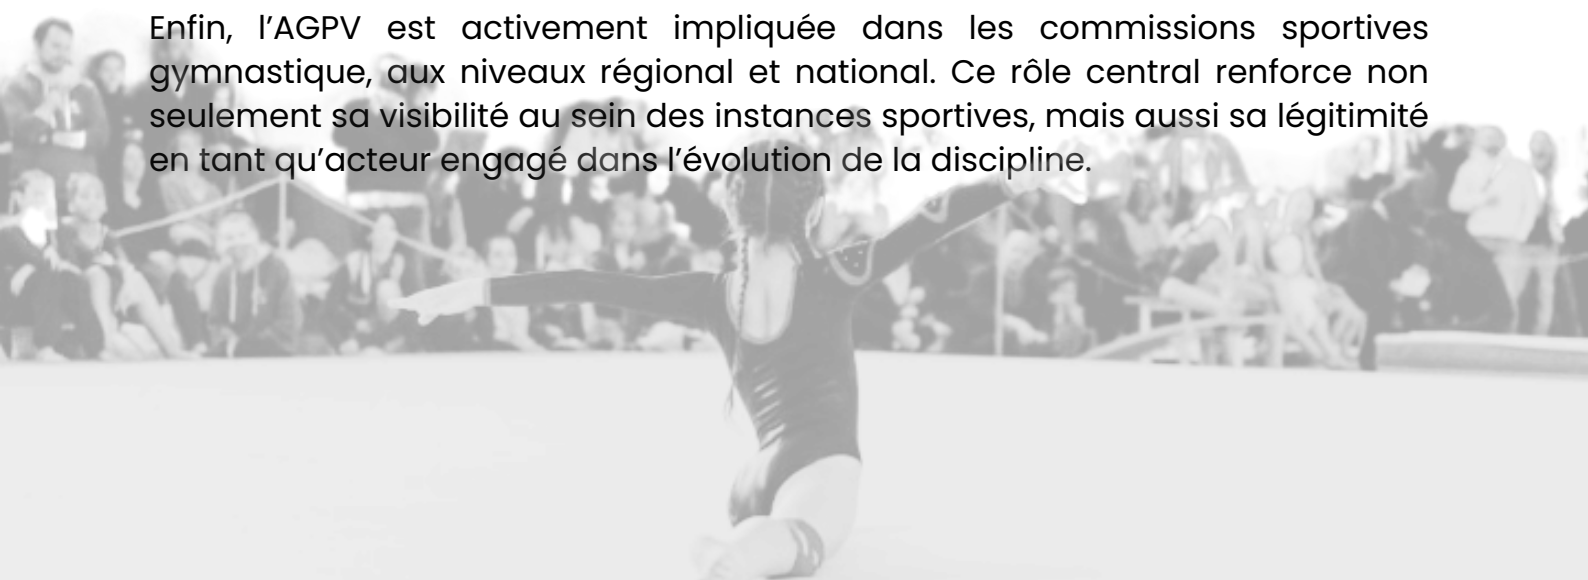 Enfin, l’AGPV est activement impliquée dans les commissions sportives
gymnastique, aux niveaux régional et national. Ce rôle central renforce non
seulement sa visibilité au sein des instances sportives, mais aussi sa légitimité
en tant qu’acteur engagé dans l’évolution de la discipline.